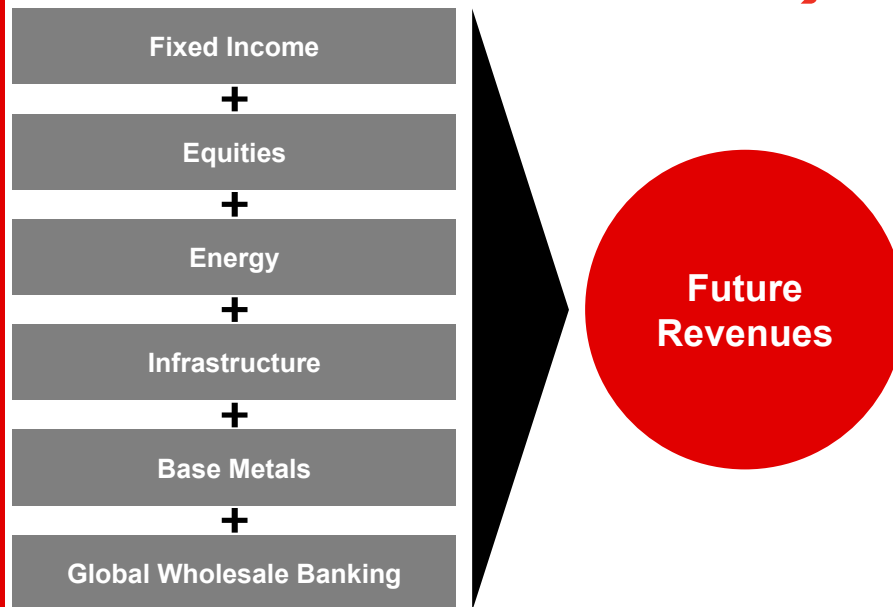 Fixed Income
+
Equities
+
Energy
+
Infrastructure
+
Base Metals
+
Global Wholesale Banking
Future
Revenues